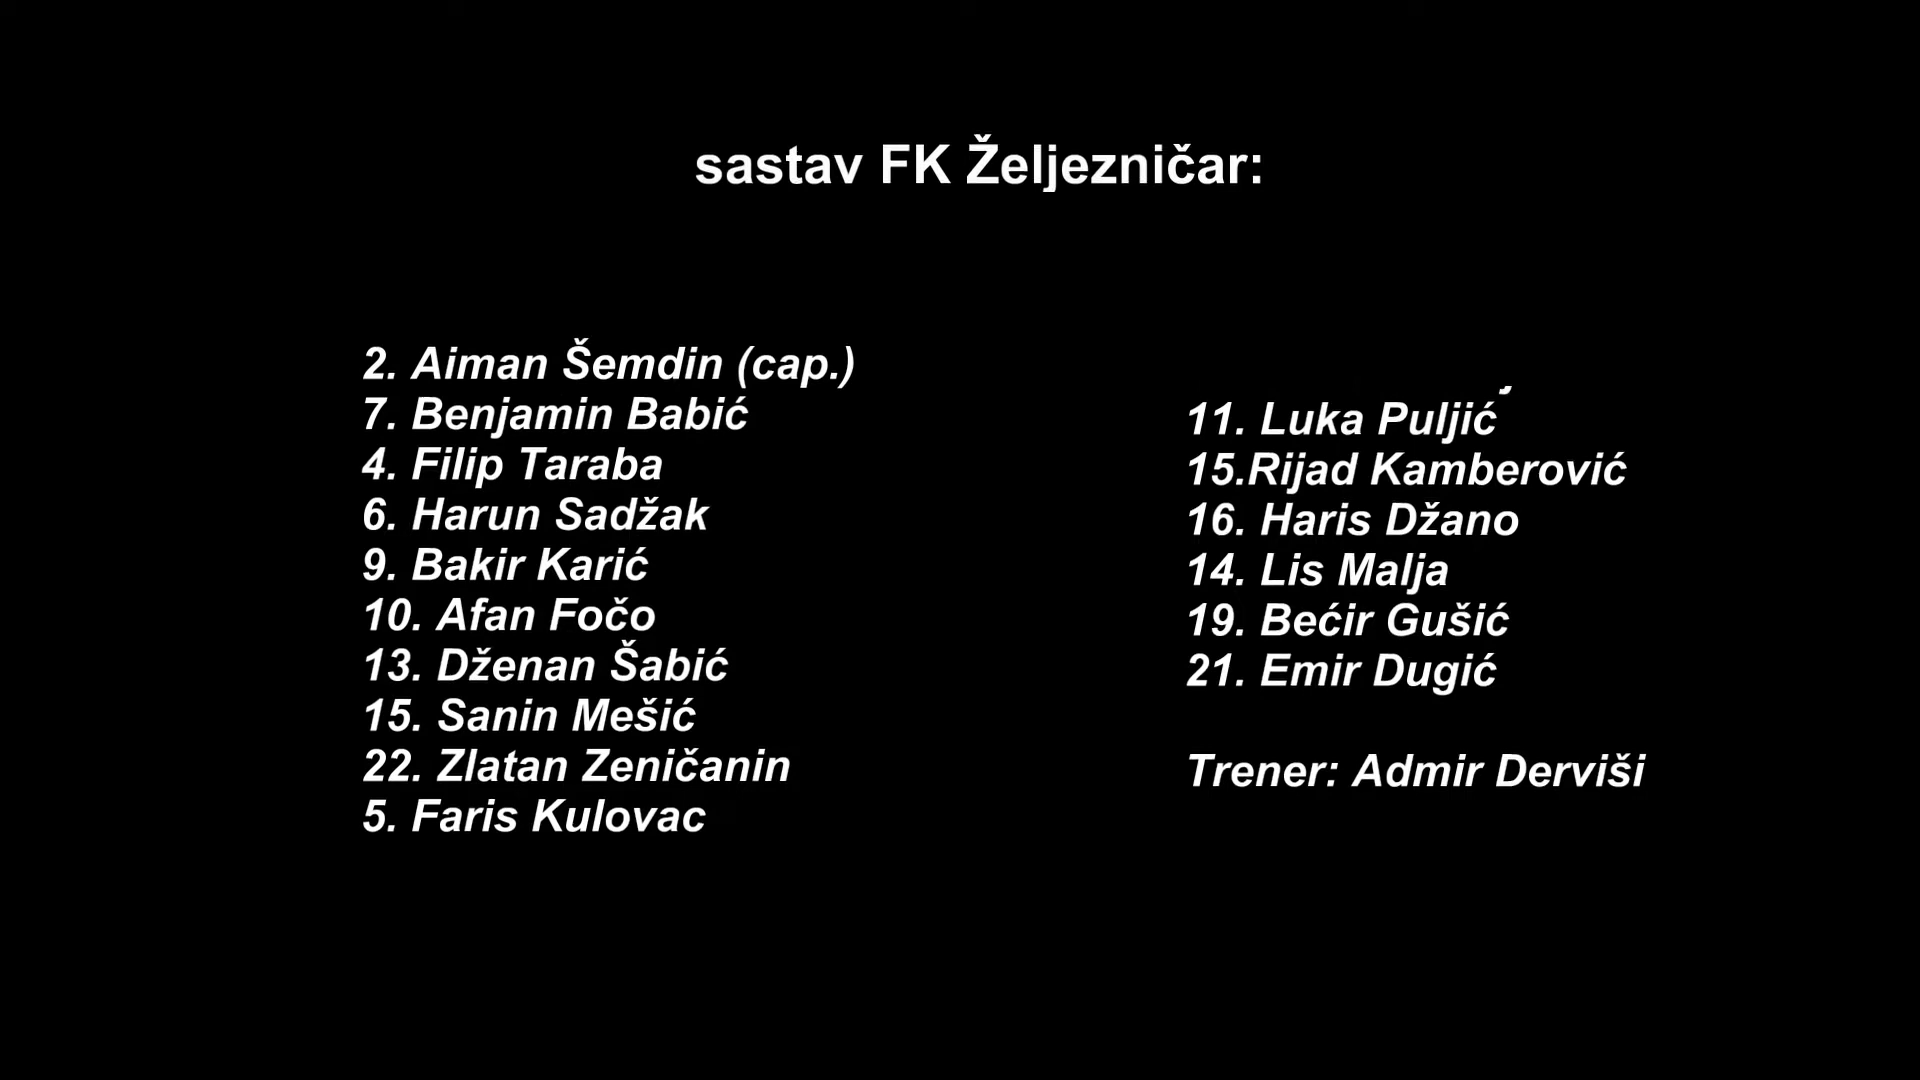 sastav FK Željezničar:
2. Aiman Šemdin (cap.)
7. Benjamin Babić
4. Filip Taraba
6. Harun Sadžak
9. Bakir Karić
10. Afan Fočo
13. Dženan Šabić
15. Sanin Mešić
22. Zlatan Zeničanin
5. Faris Kulovac
11. Luka Puljić
15.Rijad Kamberović
16. Haris Džano
14. Lis Malja
19. Bećir Gušić
21. Emir Dugić
Trener: Admir Derviši